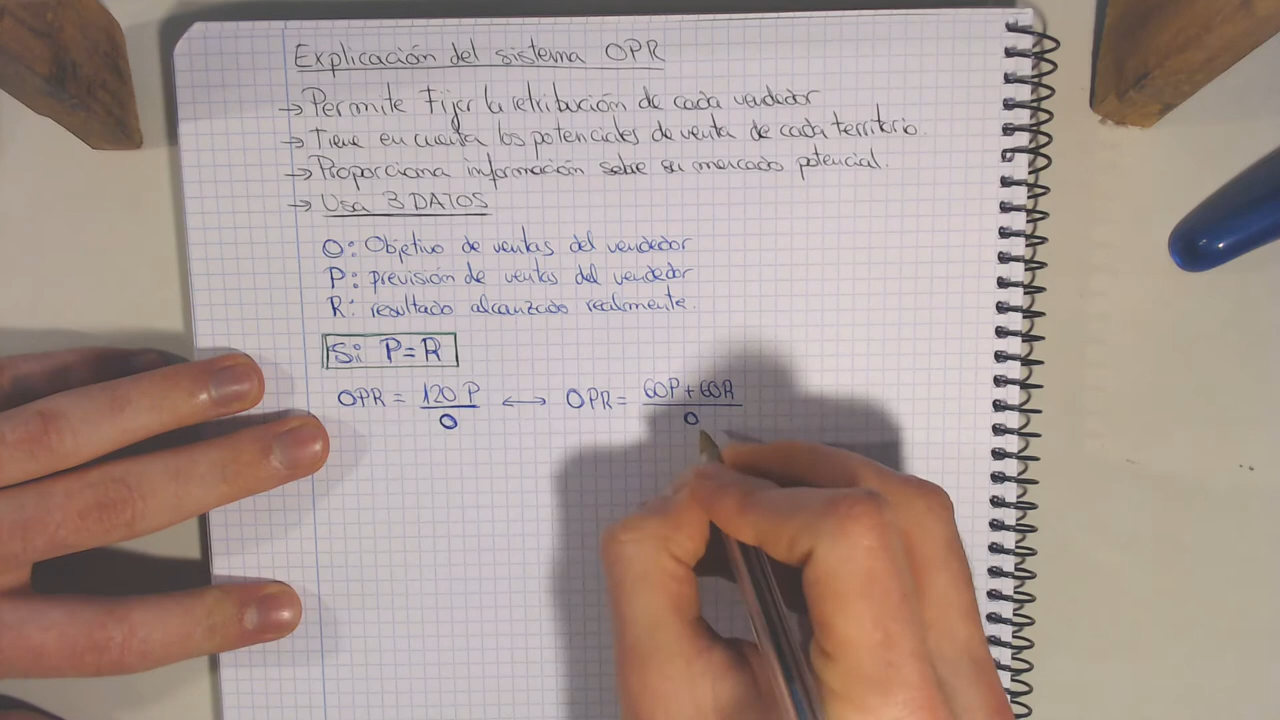 Explicación del sistema OPR
→ Permite Fijar la retribución de cada vendedor
→ Tiene en cuenta los potenciales de venta de cada territorio.
→ Proporciona información sobre su mercado potencial.
→ Usa 3 DATOS
O: Objetivo de ventas del vendedor
P: previsión de ventas del vendedor
R: resultado alcanzado realmente.
Si: P=R
OPR = 120 P / O ↔ OPR = 60P + 60R / O